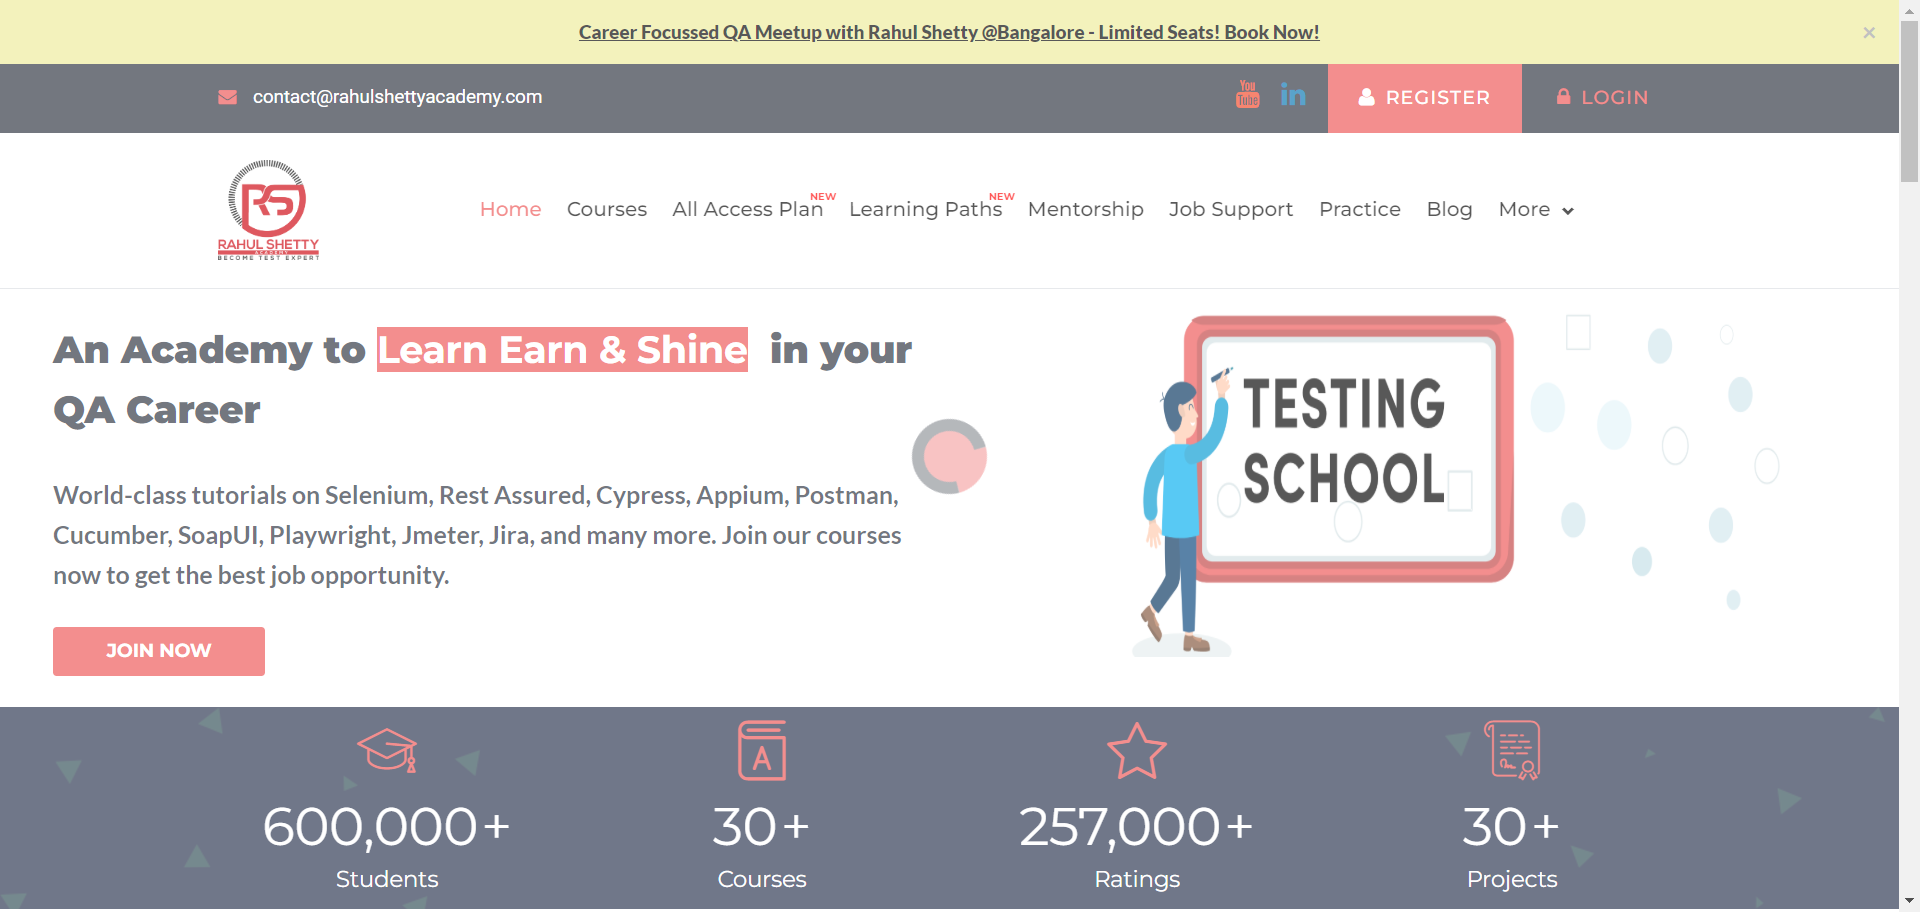 Career Focussed QA Meetup with Rahul Shetty @Bangalore - Limited Seats! Book Now!
×
contact@rahulshettyacademy.com
You
Tube
in
REGISTER
LOGIN
RS
RAHUL SHETTY
ACADEMY
BECOME TEST EXPERT
Home
Courses
All Access Plan NEW
Learning Paths NEW
Mentorship
Job Support
Practice
Blog
More
An Academy to Learn Earn & Shine in your
QA Career
World-class tutorials on Selenium, Rest Assured, Cypress, Appium, Postman,
Cucumber, SoapUI, Playwright, Jmeter, Jira, and many more. Join our courses
now to get the best job opportunity.
JOIN NOW
TESTING
SCHOOL
A
600,000+
Students
30+
Courses
257,000+
Ratings
30+
Projects